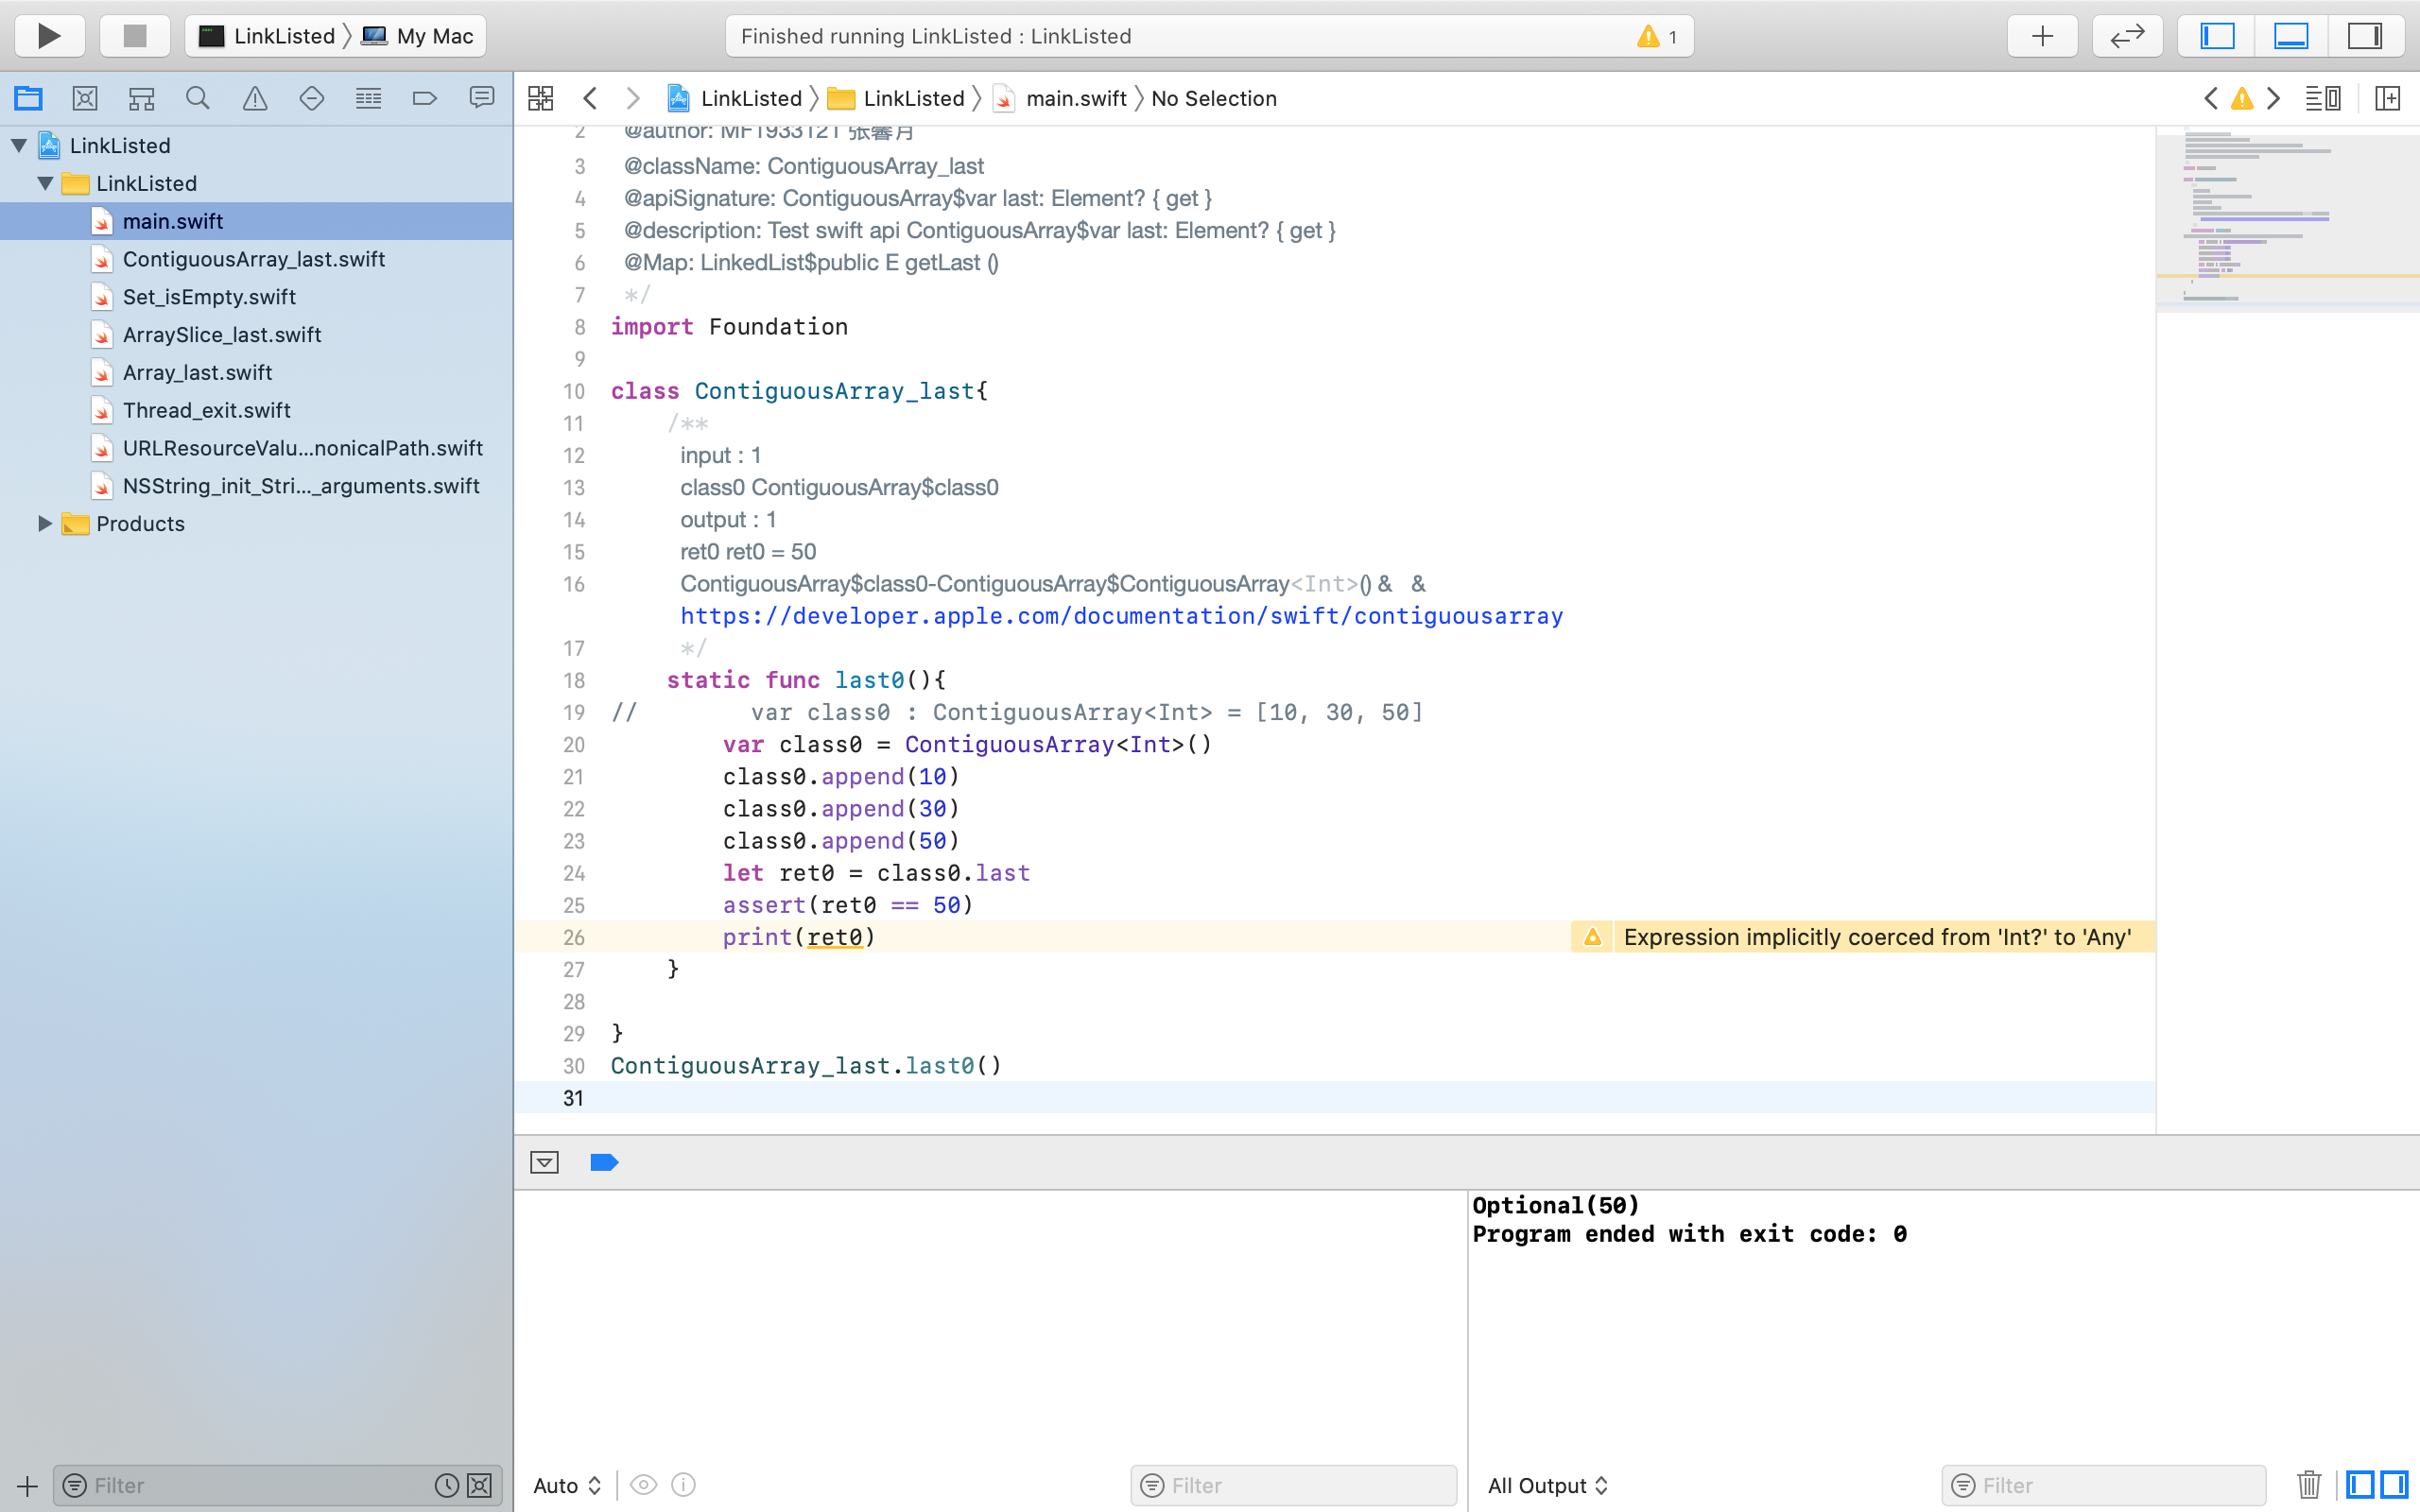 LinkListed 〉 My Mac
Finished running LinkListed : LinkListed
1
LinkListed 〉 LinkListed 〉 main.swift 〉 No Selection
LinkListed
LinkListed
main.swift
ContiguousArray_last.swift
Set_isEmpty.swift
ArraySlice_last.swift
Array_last.swift
Thread_exit.swift
URLResourceValu...nonicalPath.swift
NSString_init_Stri..._arguments.swift
Products
Filter
2 @author: MF1933121 张馨月
3 @className: ContiguousArray_last
4 @apiSignature: ContiguousArray$var last: Element? { get }
5 @description: Test swift api ContiguousArray$var last: Element? { get }
6 @Map: LinkedList$public E getLast ()
7 */
8 import Foundation
9
10 class ContiguousArray_last{
11 /**
12 input : 1
13 class0 ContiguousArray$class0
14 output : 1
15 ret0 ret0 = 50
16 ContiguousArray$class0-ContiguousArray$ContiguousArray<Int>() & &
https://developer.apple.com/documentation/swift/contiguousarray
17 */
18 static func last0(){
19 // var class0 : ContiguousArray<Int> = [10, 30, 50]
20 var class0 = ContiguousArray<Int>()
21 class0.append(10)
22 class0.append(30)
23 class0.append(50)
24 let ret0 = class0.last
25 assert(ret0 == 50)
26 print(ret0) Expression implicitly coerced from 'Int?' to 'Any'
27 }
28
29 }
30 ContiguousArray_last.last0()
31
Optional(50)
Program ended with exit code: 0
Auto
Filter
All Output
Filter